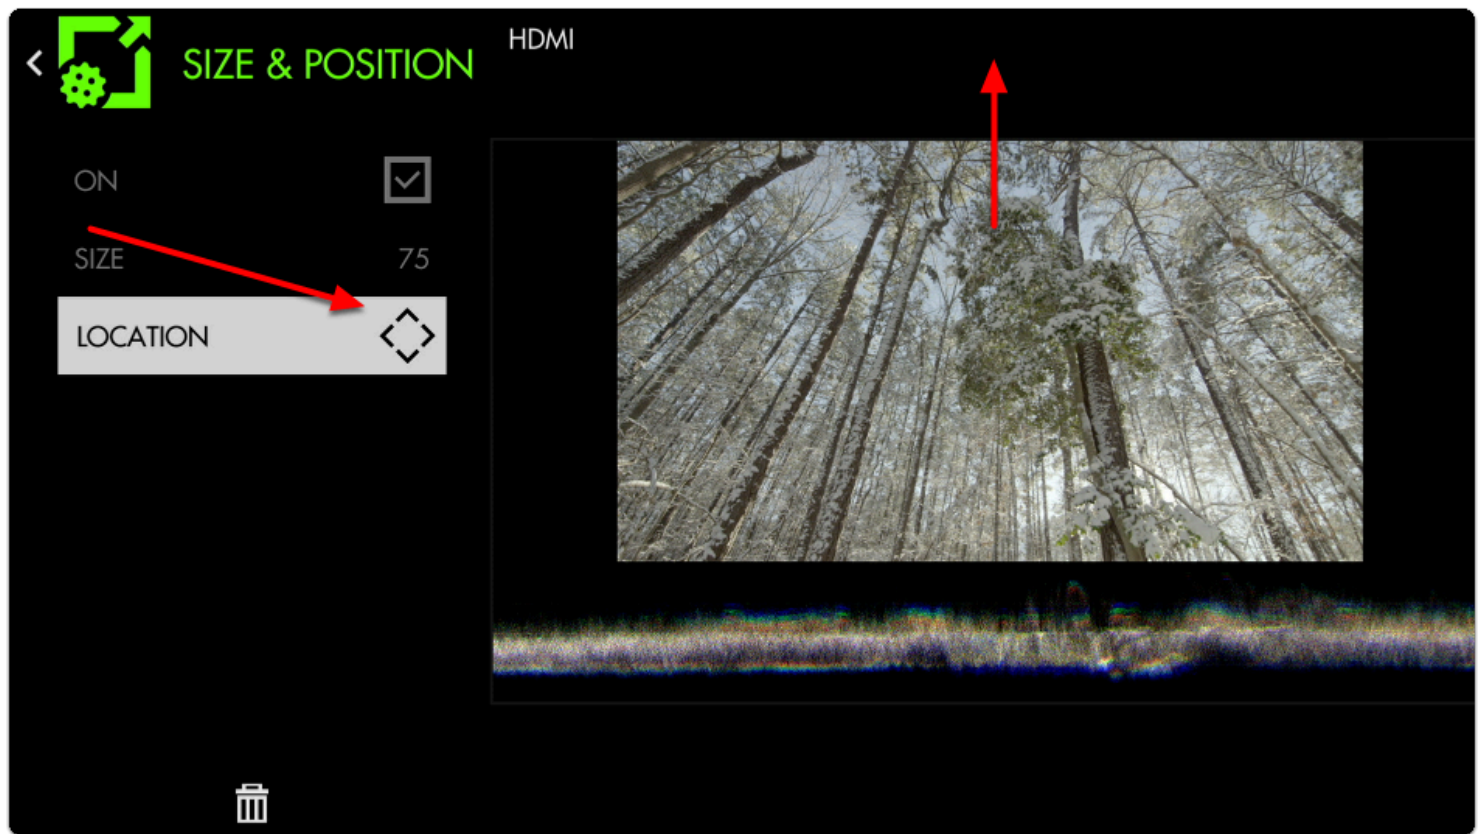 SIZE & POSITION
HDMI
ON
SIZE 75
LOCATION